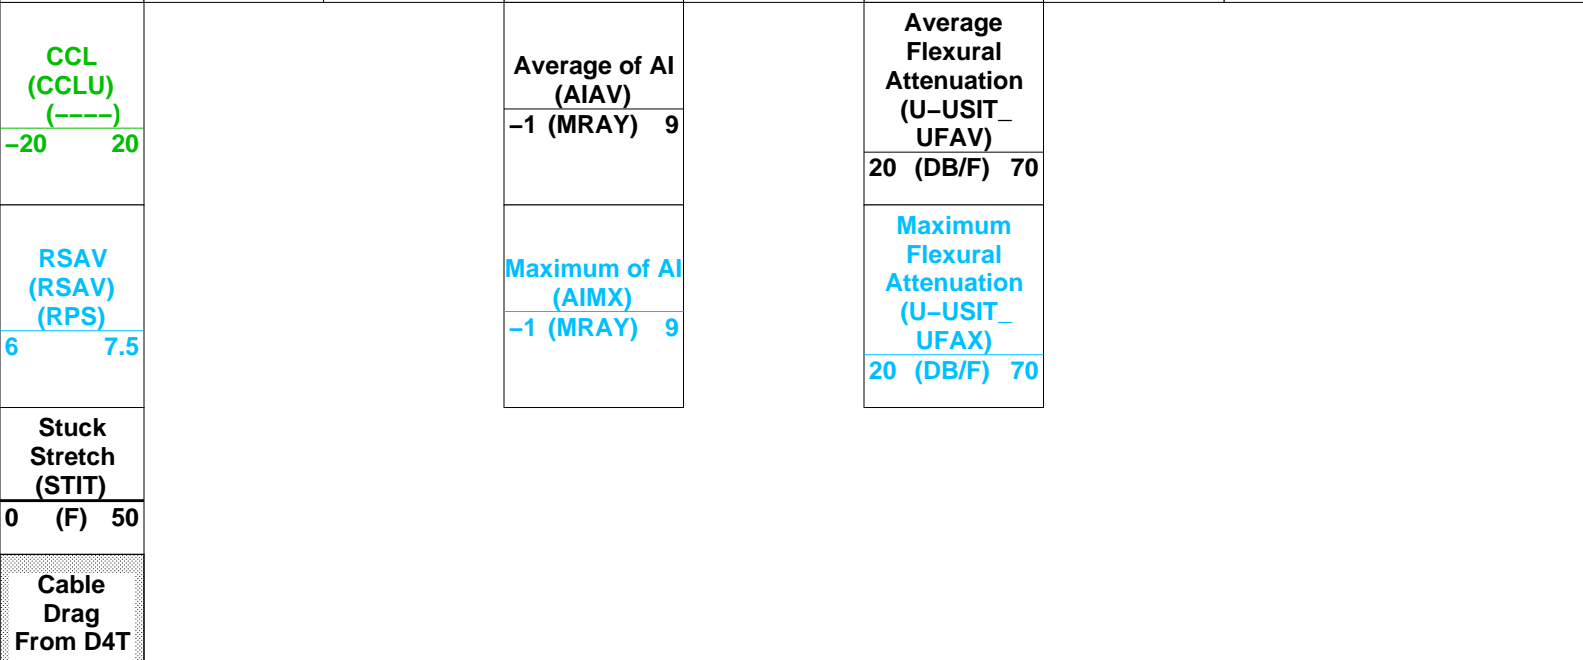 CCL
(CCLU)
(----)
-20 20
Average of AI
(AIAV)
-1 (MRAY) 9
Average
Flexural
Attenuation
(U-USIT_
UFAV)
20 (DB/F) 70
RSAV
(RSAV)
(RPS)
6 7.5
Maximum of AI
(AIMX)
-1 (MRAY) 9
Maximum
Flexural
Attenuation
(U-USIT_
UFAX)
20 (DB/F) 70
Stuck
Stretch
(STIT)
0 (F) 50
Cable
Drag
From D4T